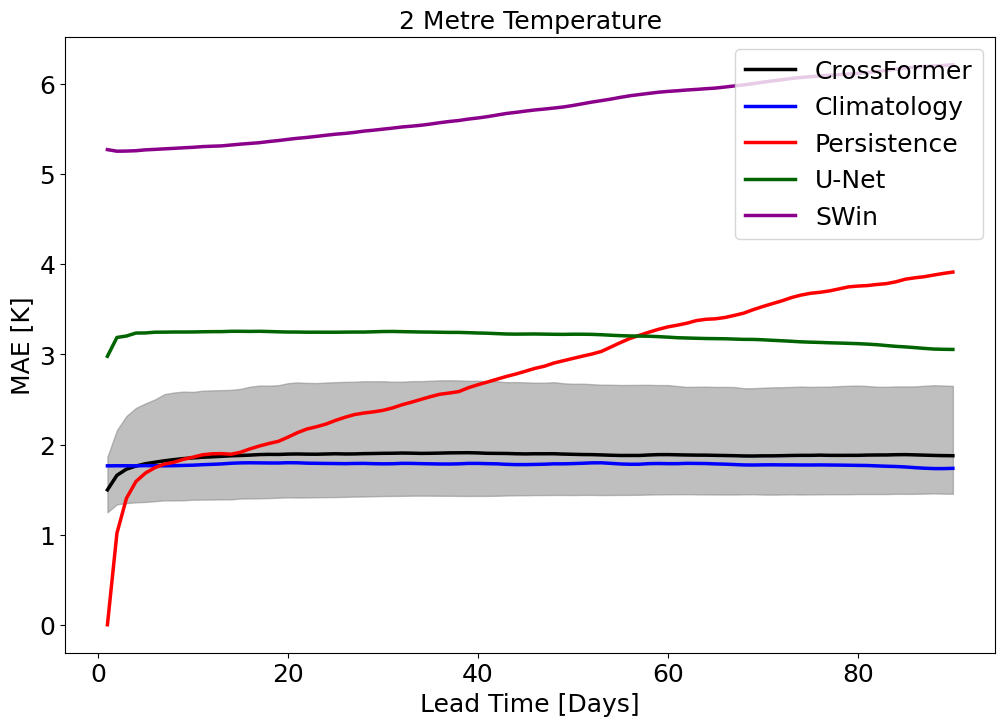 2 Metre Temperature
CrossFormer
Climatology
Persistence
U-Net
SWin
MAE [K]
6
5
4
3
2
1
0
0 20 40 60 80
Lead Time [Days]